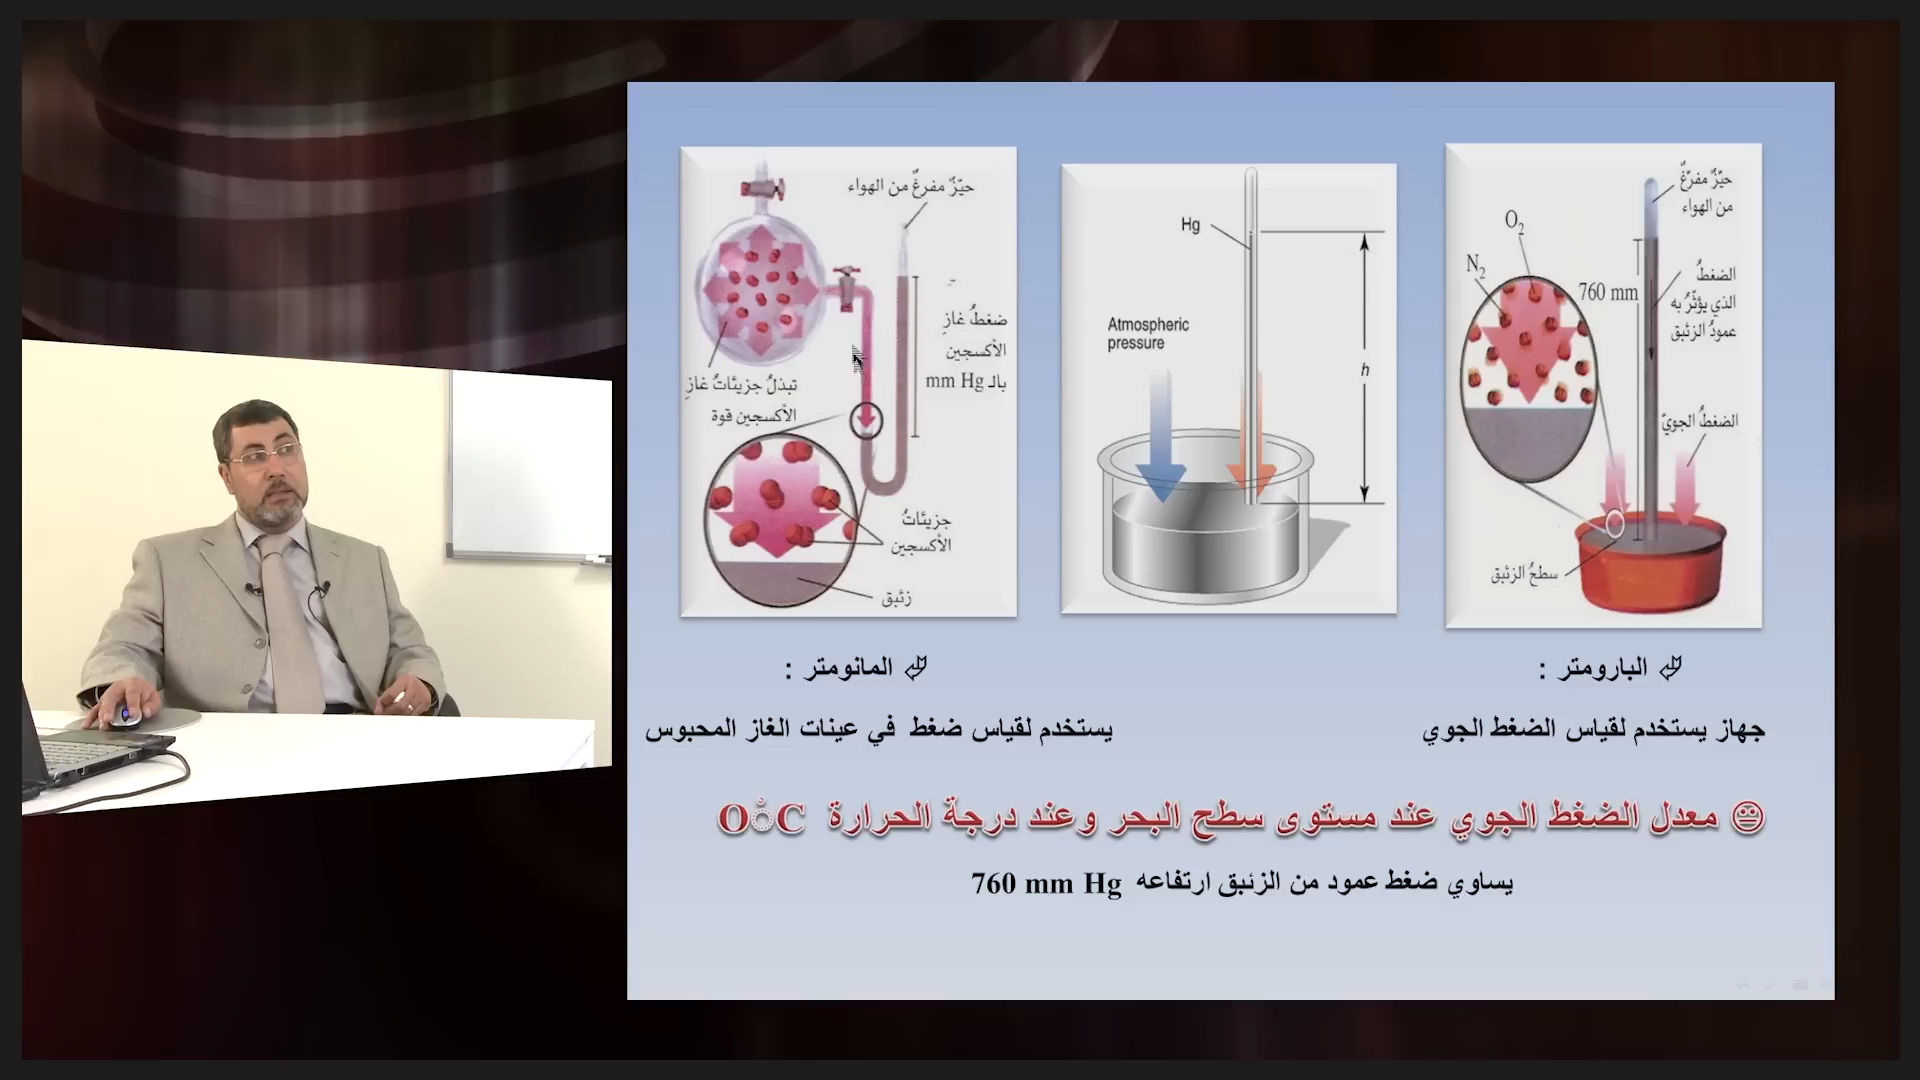 حيّزٌ مفرغٌ
من الهواء
O2
N2
760 mm
الضغطُ
الذي يؤثّرُ به
عمودُ الزئبق
الضغطُ الجويّ
سطحُ الزئبق
Hg
Atmospheric
pressure
h
حيّزٌ مفرغٌ من الهواء
ضغطُ غازِ
الأكسجين
بالـ mm Hg
تبذلُ جزيئاتُ غازِ
الأكسجين قوة
جزيئاتُ
الأكسجين
زئبق
البارومتر :
جهاز يستخدم لقياس الضغط الجوي
المانومتر :
يستخدم لقياس ضغط في عينات الغاز المحبوس
معدل الضغط الجوي عند مستوى سطح البحر وعند درجة الحرارة O ْC
يساوي ضغط عمود من الزئبق ارتفاعه 760 mm Hg